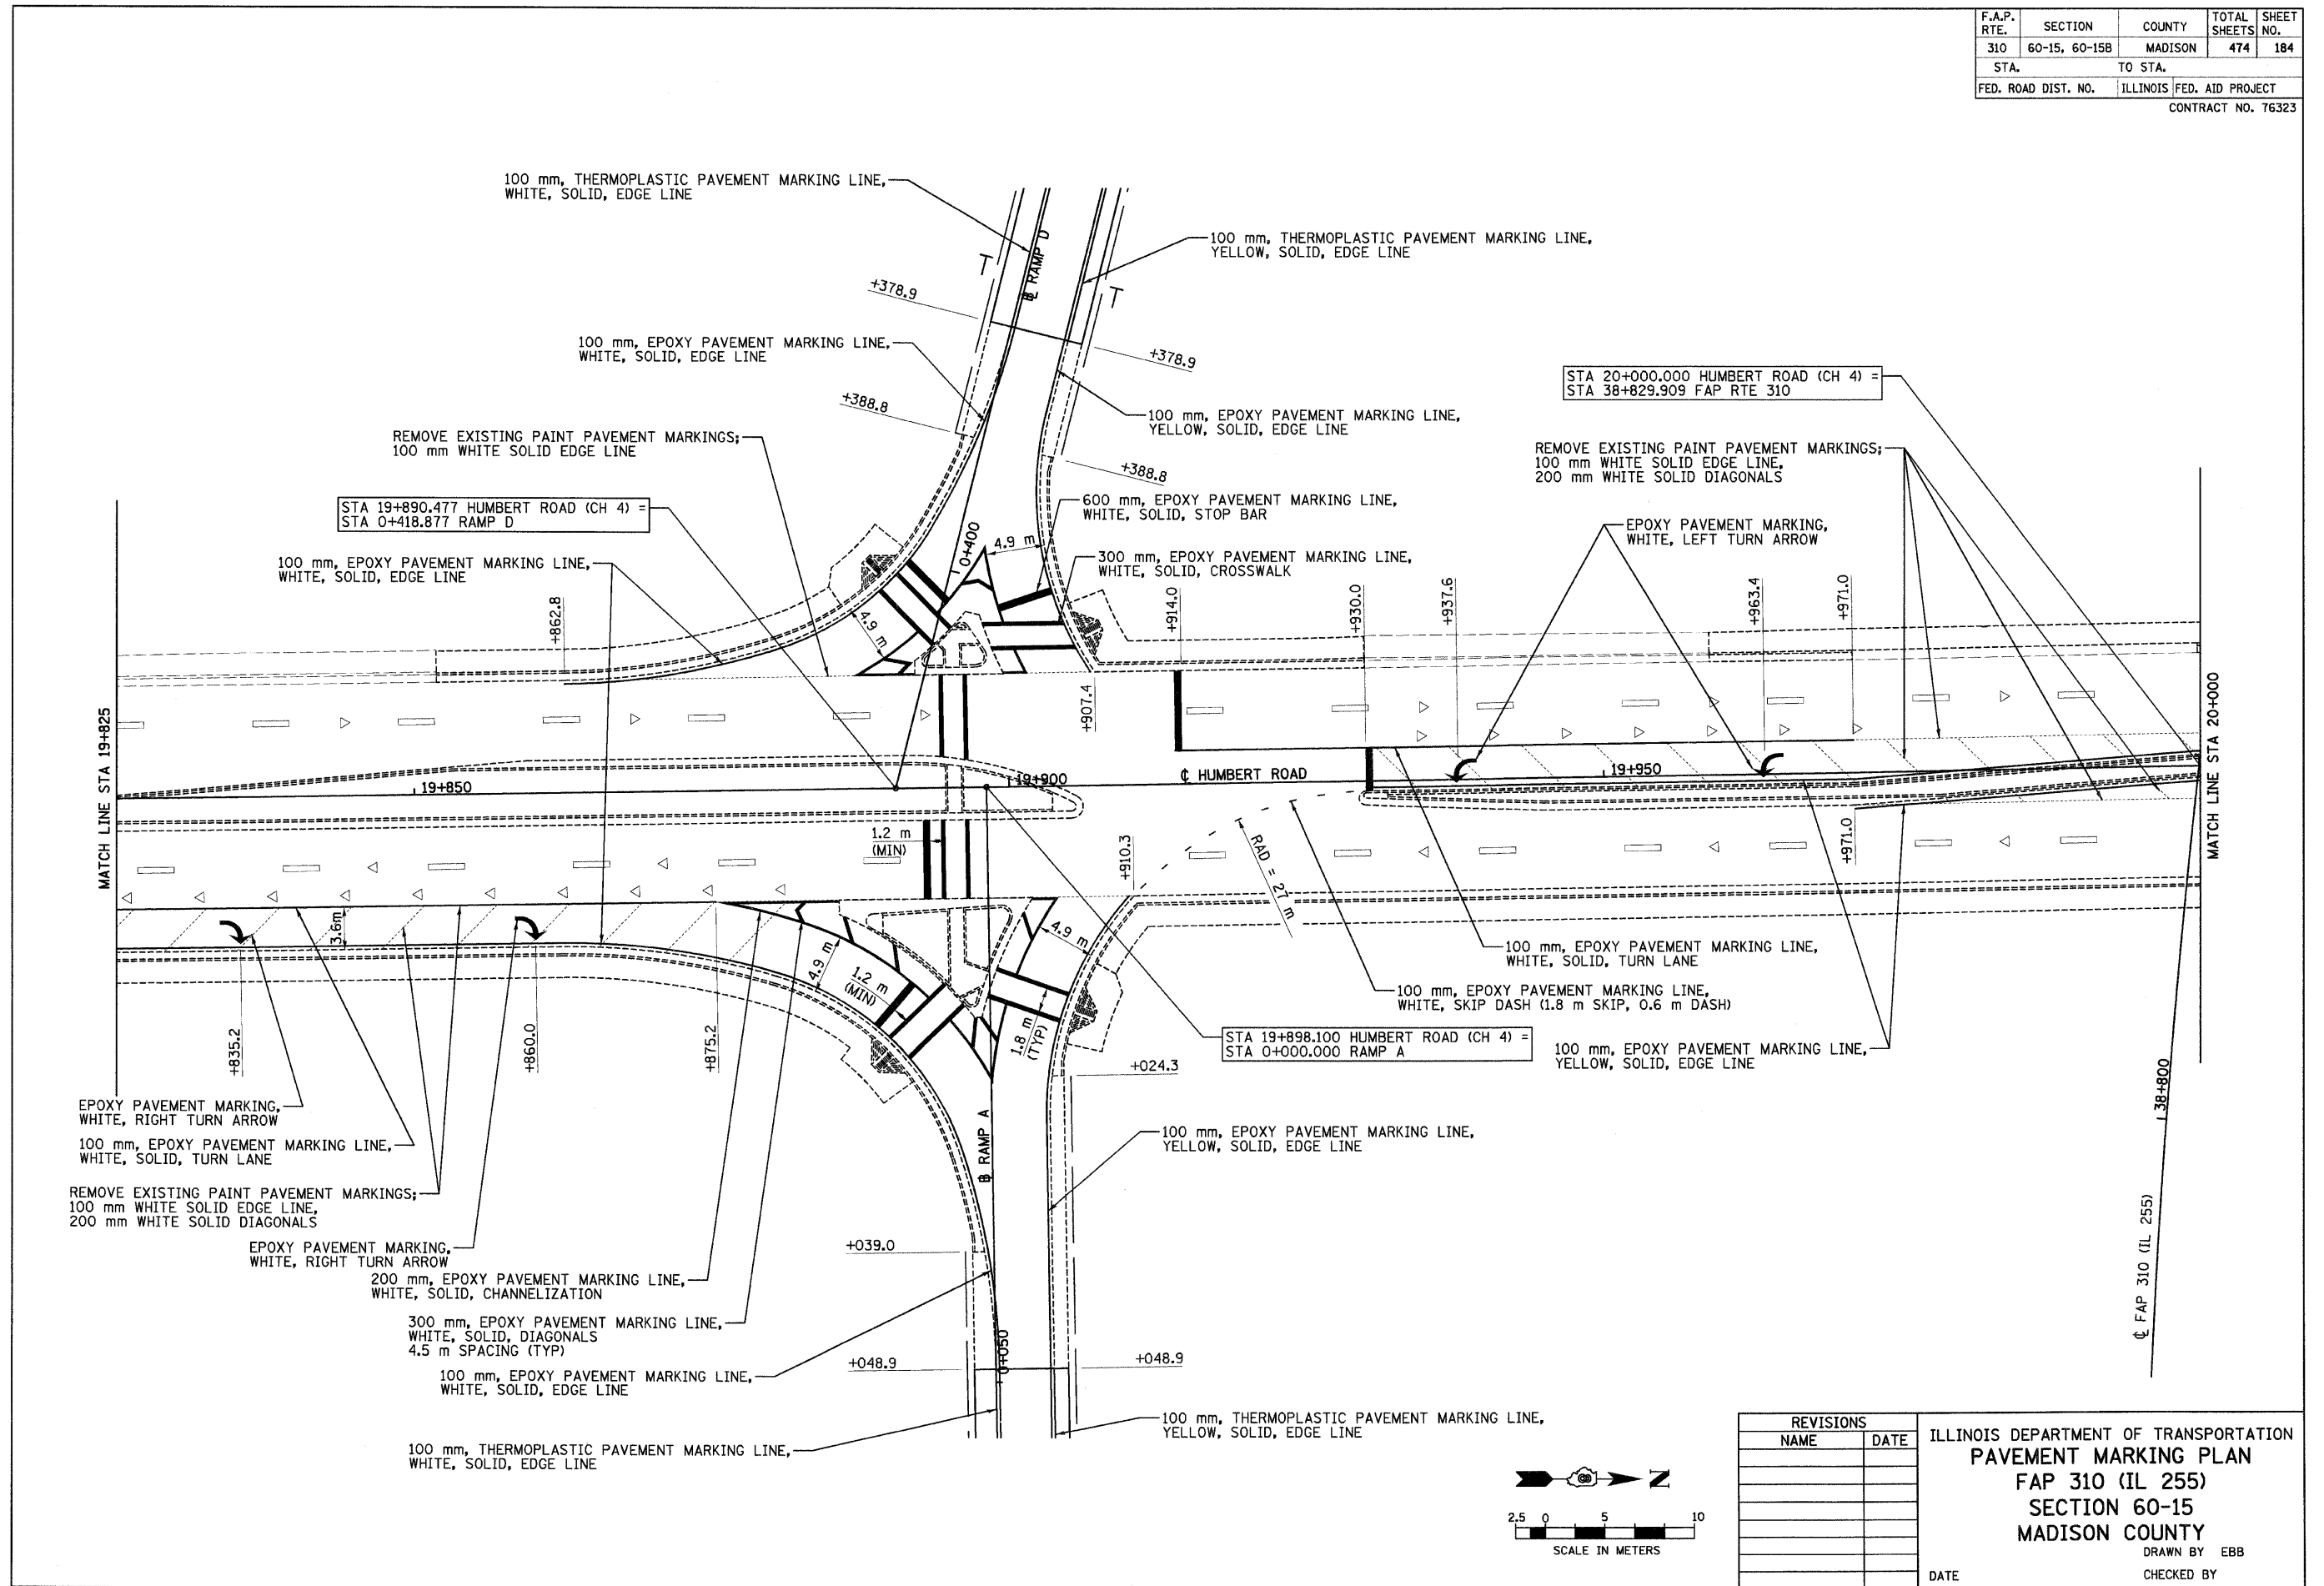 F.A.P. RTE. SECTION COUNTY TOTAL SHEETS SHEET NO.
310 60-15, 60-15B MADISON 474 184
STA. TO STA.
FED. ROAD DIST. NO. ILLINOIS FED. AID PROJECT
CONTRACT NO. 76323
100 mm, THERMOPLASTIC PAVEMENT MARKING LINE,
WHITE, SOLID, EDGE LINE
100 mm, THERMOPLASTIC PAVEMENT MARKING LINE,
YELLOW, SOLID, EDGE LINE
℄ RAMP D
T
T
+378.9
+378.9
100 mm, EPOXY PAVEMENT MARKING LINE,
WHITE, SOLID, EDGE LINE
+388.8
100 mm, EPOXY PAVEMENT MARKING LINE,
YELLOW, SOLID, EDGE LINE
+388.8
STA 20+000.000 HUMBERT ROAD (CH 4) =
STA 38+829.909 FAP RTE 310
REMOVE EXISTING PAINT PAVEMENT MARKINGS;
100 mm WHITE SOLID EDGE LINE
REMOVE EXISTING PAINT PAVEMENT MARKINGS;
100 mm WHITE SOLID EDGE LINE,
200 mm WHITE SOLID DIAGONALS
STA 19+890.477 HUMBERT ROAD (CH 4) =
STA 0+418.877 RAMP D
600 mm, EPOXY PAVEMENT MARKING LINE,
WHITE, SOLID, STOP BAR
EPOXY PAVEMENT MARKING,
WHITE, LEFT TURN ARROW
100 mm, EPOXY PAVEMENT MARKING LINE,
WHITE, SOLID, EDGE LINE
0+400
4.9 m
300 mm, EPOXY PAVEMENT MARKING LINE,
WHITE, SOLID, CROSSWALK
+862.8
4.9 m
+914.0
+930.0
+937.6
+963.4
+971.0
+907.4
MATCH LINE STA 19+825
MATCH LINE STA 20+000
19+850
19+900
℄ HUMBERT ROAD
19+950
1.2 m
(MIN)
+910.3
RAD = 27 m
+971.0
3.6m
4.9 m
1.2 m
(MIN)
4.9 m
1.8 m
(TYP)
100 mm, EPOXY PAVEMENT MARKING LINE,
WHITE, SOLID, TURN LANE
100 mm, EPOXY PAVEMENT MARKING LINE,
WHITE, SKIP DASH (1.8 m SKIP, 0.6 m DASH)
+835.2
+860.0
+875.2
STA 19+898.100 HUMBERT ROAD (CH 4) =
STA 0+000.000 RAMP A
100 mm, EPOXY PAVEMENT MARKING LINE,
YELLOW, SOLID, EDGE LINE
+024.3
38+800
EPOXY PAVEMENT MARKING,
WHITE, RIGHT TURN ARROW
100 mm, EPOXY PAVEMENT MARKING LINE,
WHITE, SOLID, TURN LANE
℄ RAMP A
100 mm, EPOXY PAVEMENT MARKING LINE,
YELLOW, SOLID, EDGE LINE
REMOVE EXISTING PAINT PAVEMENT MARKINGS;
100 mm WHITE SOLID EDGE LINE,
200 mm WHITE SOLID DIAGONALS
EPOXY PAVEMENT MARKING,
WHITE, RIGHT TURN ARROW
+039.0
℄ FAP 310 (IL 255)
200 mm, EPOXY PAVEMENT MARKING LINE,
WHITE, SOLID, CHANNELIZATION
300 mm, EPOXY PAVEMENT MARKING LINE,
WHITE, SOLID, DIAGONALS
4.5 m SPACING (TYP)
0+050
+048.9
+048.9
100 mm, EPOXY PAVEMENT MARKING LINE,
WHITE, SOLID, EDGE LINE
100 mm, THERMOPLASTIC PAVEMENT MARKING LINE,
YELLOW, SOLID, EDGE LINE
100 mm, THERMOPLASTIC PAVEMENT MARKING LINE,
WHITE, SOLID, EDGE LINE
N
2.5 0 5 10
SCALE IN METERS
REVISIONS
NAME DATE
ILLINOIS DEPARTMENT OF TRANSPORTATION
PAVEMENT MARKING PLAN
FAP 310 (IL 255)
SECTION 60-15
MADISON COUNTY
DRAWN BY EBB
DATE CHECKED BY